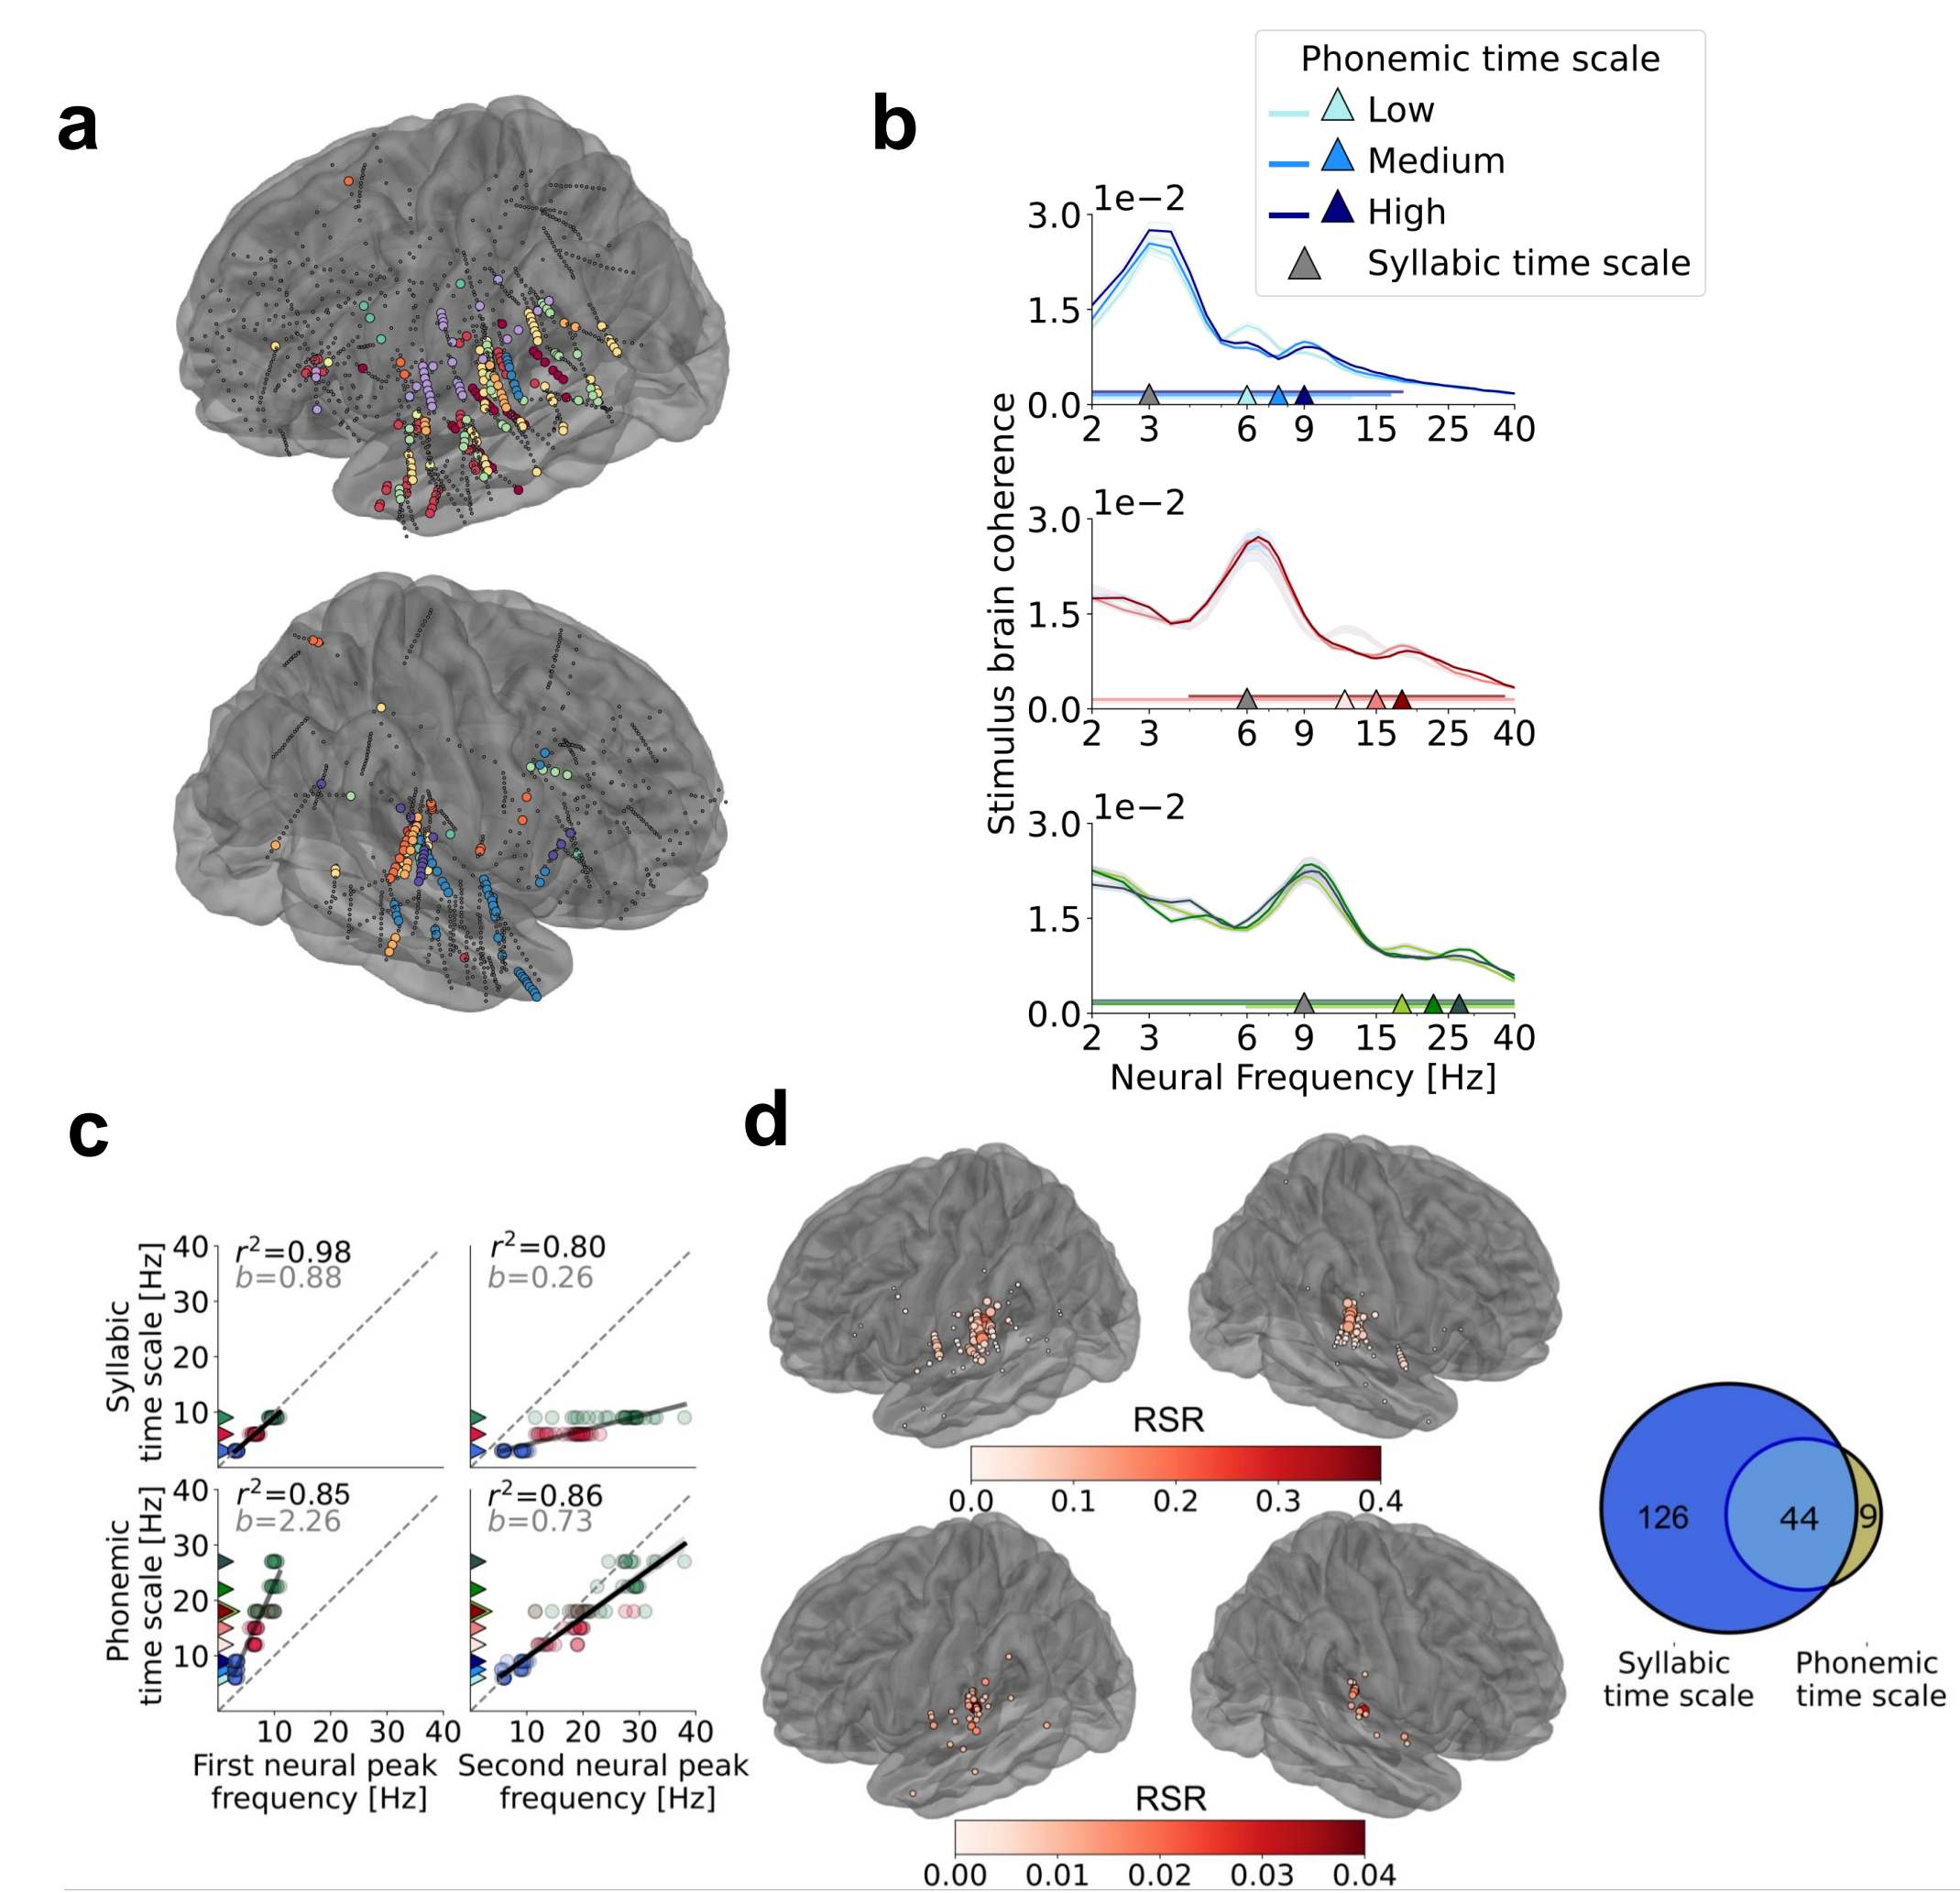 a
b
Phonemic time scale
Low
Medium
High
Syllabic time scale
Stimulus brain coherence
1e−2
3.0
1.5
0.0
2 3 6 9 15 25 40
1e−2
3.0
1.5
0.0
2 3 6 9 15 25 40
1e−2
3.0
1.5
0.0
2 3 6 9 15 25 40
Neural Frequency [Hz]
c
Syllabic
time scale [Hz]
40
30
20
10
r²=0.98
b=0.88
r²=0.80
b=0.26
Phonemic
time scale [Hz]
40
30
20
10
r²=0.85
b=2.26
r²=0.86
b=0.73
10 20 30 40
10 20 30 40
First neural peak
frequency [Hz]
Second neural peak
frequency [Hz]
d
RSR
0.0 0.1 0.2 0.3 0.4
RSR
0.00 0.01 0.02 0.03 0.04
126 44 9
Syllabic
time scale
Phonemic
time scale